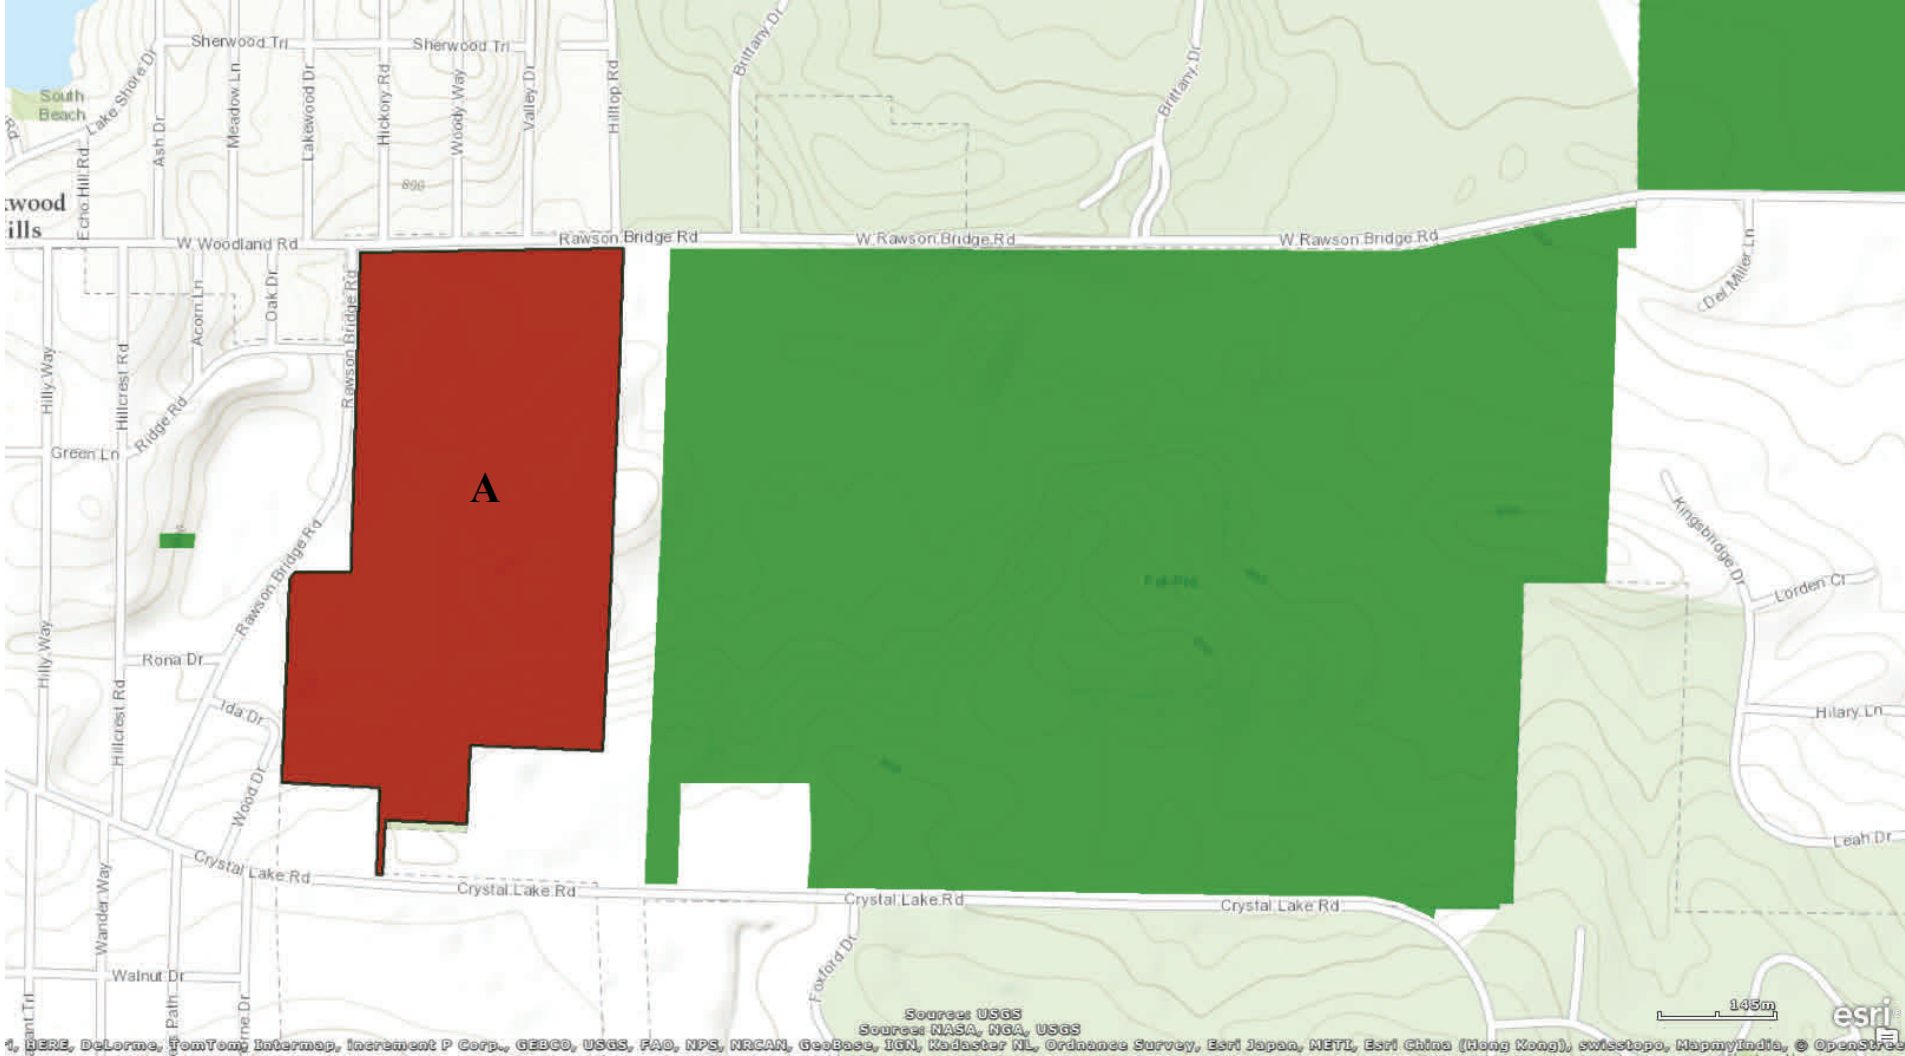 Sherwood Trl
Sherwood Trl
Brittany Dr
Brittany Dr
South
Beach
Lake Shore Dr
Rd
Ash Dr
Meadow Ln
Lakewood Dr
Hickory Rd
Woody Way
Valley Dr
Hilltop Rd
Echo Hill Rd
800
wood
ills
W Woodland Rd
Rawson Bridge Rd
W Rawson Bridge Rd
W Rawson Bridge Rd
Del Miller Ln
Acorn Ln
Oak Dr
Rawson Bridge Rd
Hilly Way
Hillcrest Rd
Ridge Rd
Green Ln
A
Rawson Bridge Rd
Kingsbridge Dr
Lorden Ct
Hilly Way
Rona Dr
Hillcrest Rd
Ida Dr
Hilary Ln
Wood Dr
Leah Dr
Crystal Lake Rd
Crystal Lake Rd
Crystal Lake Rd
Crystal Lake Rd
Wander Way
Walnut Dr
Foxford Dr
ant Trl
Path
rne Dr
Source: USGS
Source: NASA, NGA, USGS
145m
esri
i, HERE, DeLorme, TomTom, Intermap, increment P Corp., GEBCO, USGS, FAO, NPS, NRCAN, GeoBase, IGN, Kadaster NL, Ordnance Survey, Esri Japan, METI, Esri China (Hong Kong), swisstopo, MapmyIndia, © OpenStree